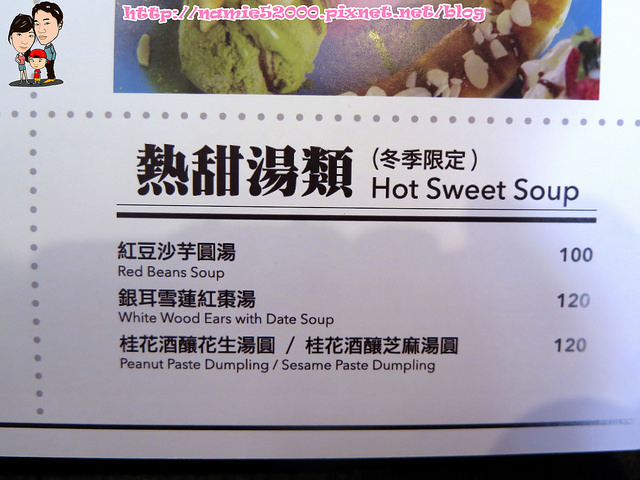 http://namie52000.pixnet.net/blog
熱甜湯類 (冬季限定)
Hot Sweet Soup
紅豆沙芋圓湯 100
Red Beans Soup
銀耳雪蓮紅棗湯 120
White Wood Ears with Date Soup
桂花酒釀花生湯圓 / 桂花酒釀芝麻湯圓 120
Peanut Paste Dumpling / Sesame Paste Dumpling